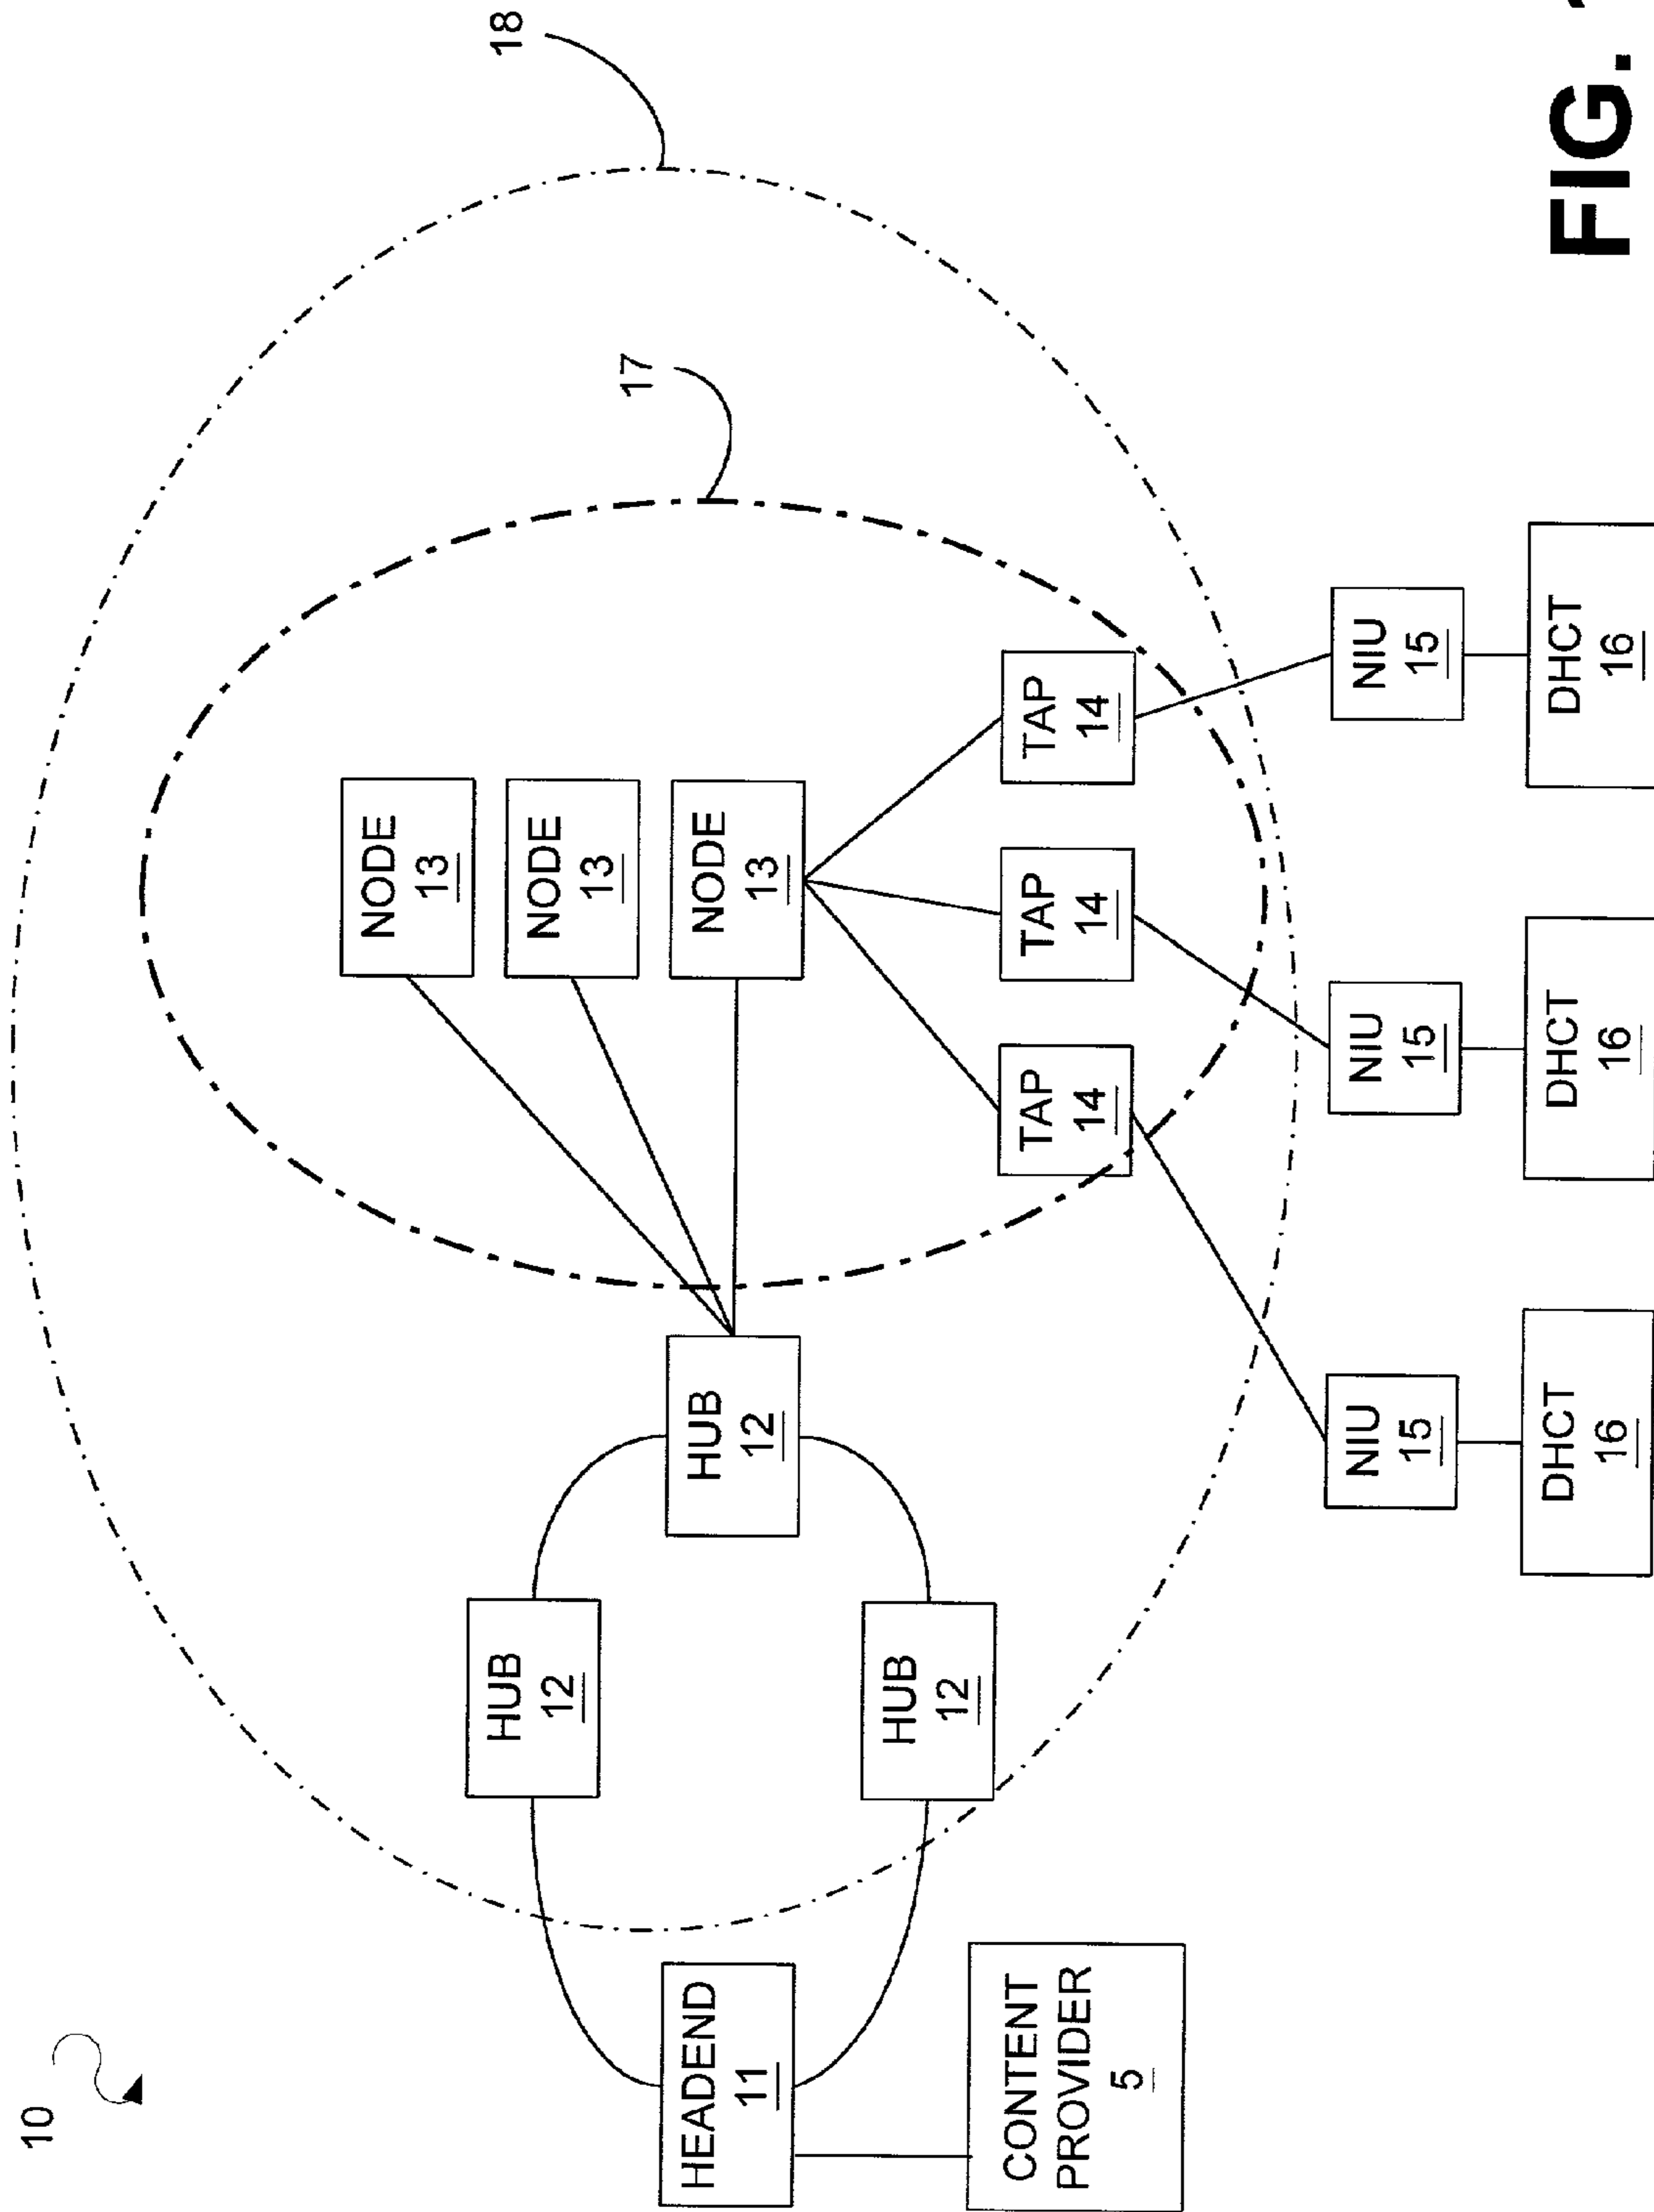 10
NODE
13
18
HUB
12
NODE
13
17
HEADEND
11
HUB
12
NODE
13
HUB
12
CONTENT
PROVIDER
5
TAP
14
TAP
14
TAP
14
NIU
15
NIU
15
NIU
15
DHCT
16
DHCT
16
DHCT
16
FIG.